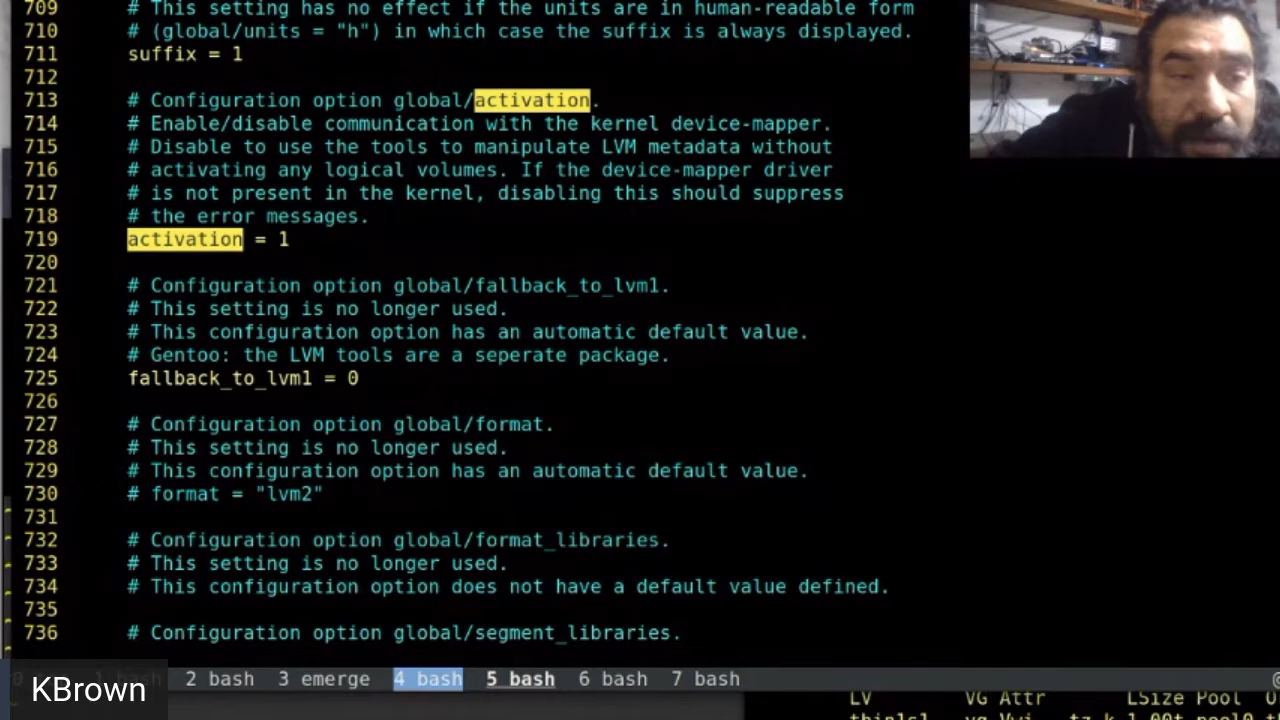 709 # This setting has no effect if the units are in human-readable form
710 # (global/units = "h") in which case the suffix is always displayed.
711 suffix = 1
712
713 # Configuration option global/activation.
714 # Enable/disable communication with the kernel device-mapper.
715 # Disable to use the tools to manipulate LVM metadata without
716 # activating any logical volumes. If the device-mapper driver
717 # is not present in the kernel, disabling this should suppress
718 # the error messages.
719 activation = 1
720
721 # Configuration option global/fallback_to_lvm1.
722 # This setting is no longer used.
723 # This configuration option has an automatic default value.
724 # Gentoo: the LVM tools are a seperate package.
725 fallback_to_lvm1 = 0
726
727 # Configuration option global/format.
728 # This setting is no longer used.
729 # This configuration option has an automatic default value.
730 # format = "lvm2"
731
732 # Configuration option global/format_libraries.
733 # This setting is no longer used.
734 # This configuration option does not have a default value defined.
735
736 # Configuration option global/segment_libraries.
2 bash 3 emerge 4 bash 5 bash 6 bash 7 bash
KBrown
LV VG Attr LSize Pool